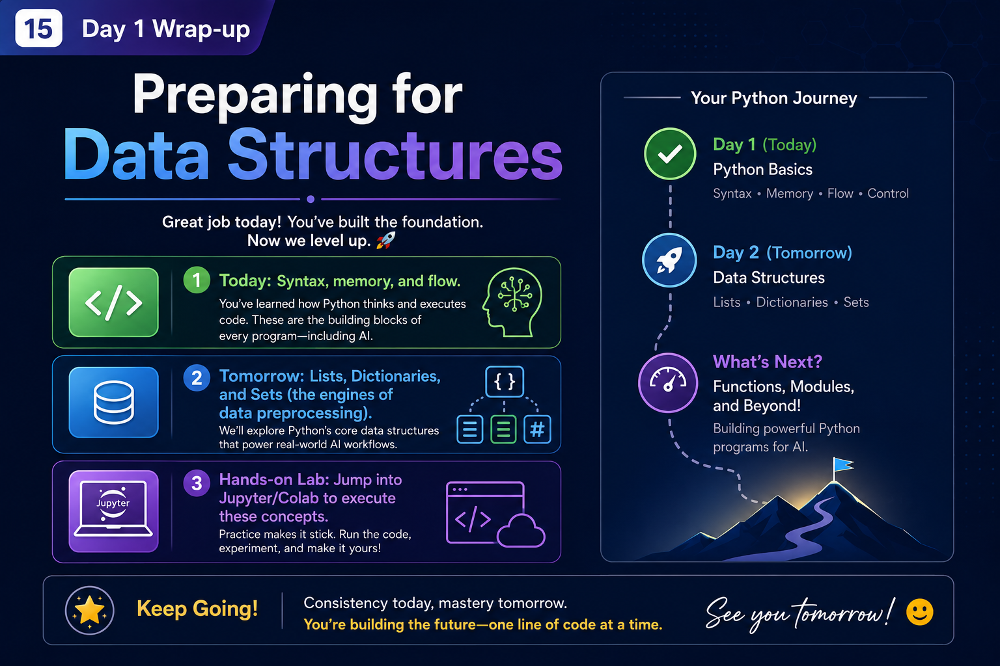 15 Day 1 Wrap-up
Preparing for
Data Structures
Great job today! You've built the foundation.
Now we level up. 🚀
</>
1 Today: Syntax, memory, and flow.
You've learned how Python thinks and executes
code. These are the building blocks of
every program—including AI.
2 Tomorrow: Lists, Dictionaries,
and Sets (the engines of
data preprocessing).
We'll explore Python's core data structures
that power real-world AI workflows.
{ }
#
Jupyter
3 Hands-on Lab: Jump into
Jupyter/Colab to execute
these concepts.
Practice makes it stick. Run the code,
experiment, and make it yours!
</>
Your Python Journey
Day 1 (Today)
Python Basics
Syntax • Memory • Flow • Control
Day 2 (Tomorrow)
Data Structures
Lists • Dictionaries • Sets
What's Next?
Functions, Modules,
and Beyond!
Building powerful Python
programs for AI.
Keep Going!
Consistency today, mastery tomorrow.
You're building the future—one line of code at a time.
See you tomorrow! 🙂